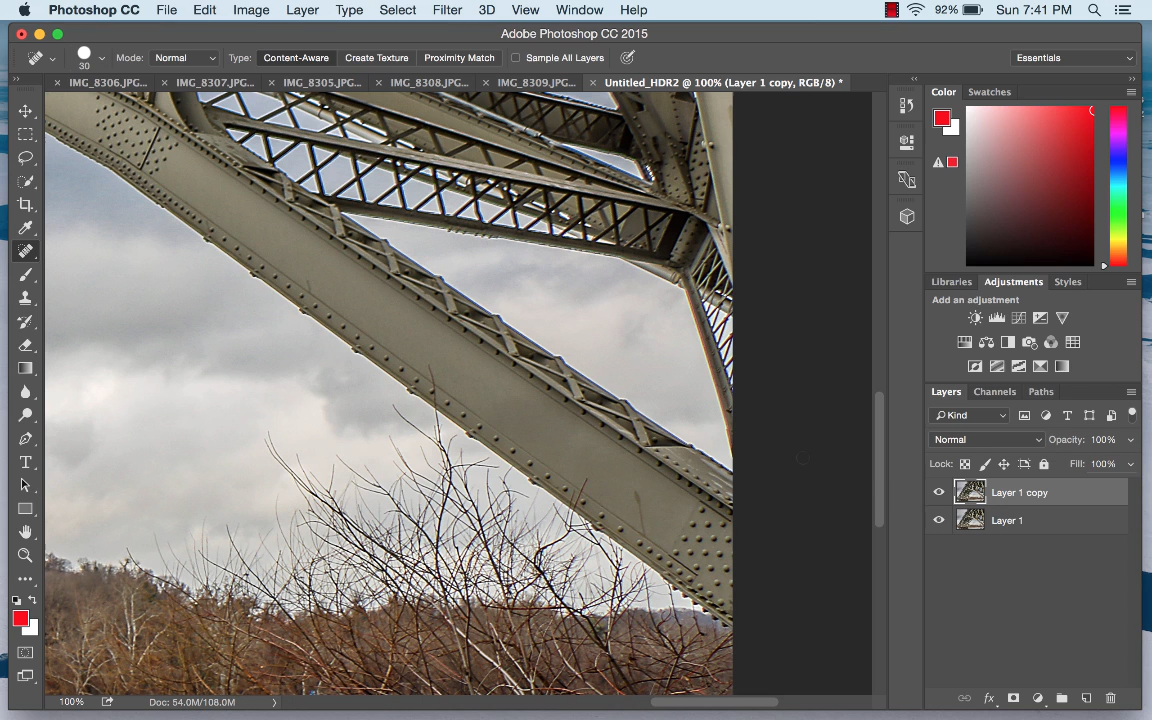 Photoshop CC File Edit Image Layer Type Select Filter 3D View Window Help 92% Sun 7:41 PM
Adobe Photoshop CC 2015
30 Mode: Normal Type: Content-Aware Create Texture Proximity Match Sample All Layers Essentials
IMG_8306.JPG... IMG_8307.JPG... IMG_8305.JPG... IMG_8308.JPG... IMG_8309.JPG... Untitled_HDR2 @ 100% (Layer 1 copy, RGB/8) *
Color Swatches
Libraries Adjustments Styles
Add an adjustment
Layers Channels Paths
Kind
Normal Opacity: 100%
Lock: Fill: 100%
Layer 1 copy
Layer 1
fx
100% Doc: 54.0M/108.0M